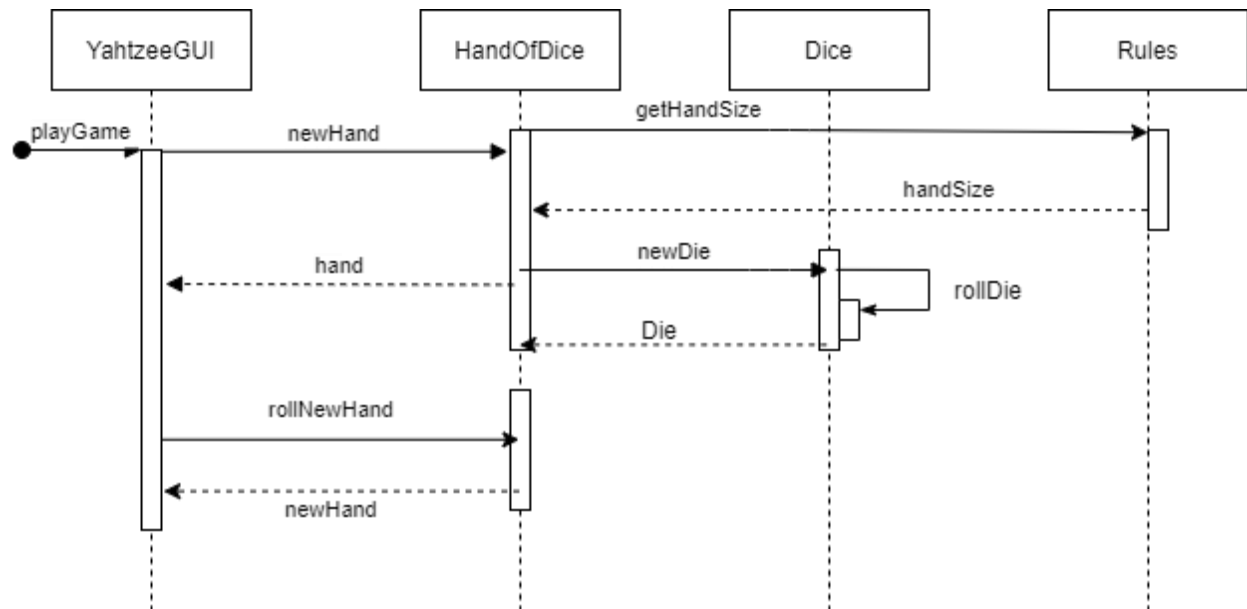 YahtzeeGUI
HandOfDice
Dice
Rules
playGame
newHand
getHandSize
handSize
newDie
hand
rollDie
Die
rollNewHand
newHand